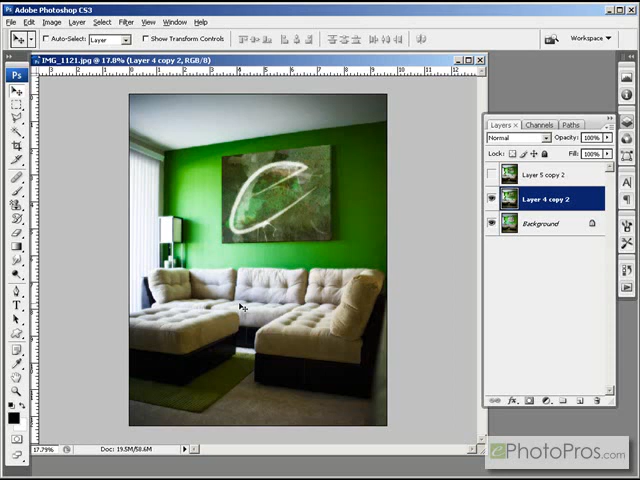 Adobe Photoshop CS3
File Edit Image Layer Select Filter View Window Help
Auto-Select: Layer Show Transform Controls
Workspace
Ps
IMG_1121.jpg @ 17.8% (Layer 4 copy 2, RGB/8)
Layers Channels Paths
Normal Opacity: 100%
Lock: Fill: 100%
Layer 5 copy 2
Layer 4 copy 2
Background
17.79% Doc: 19.5M/58.6M
ePhotoPros.com